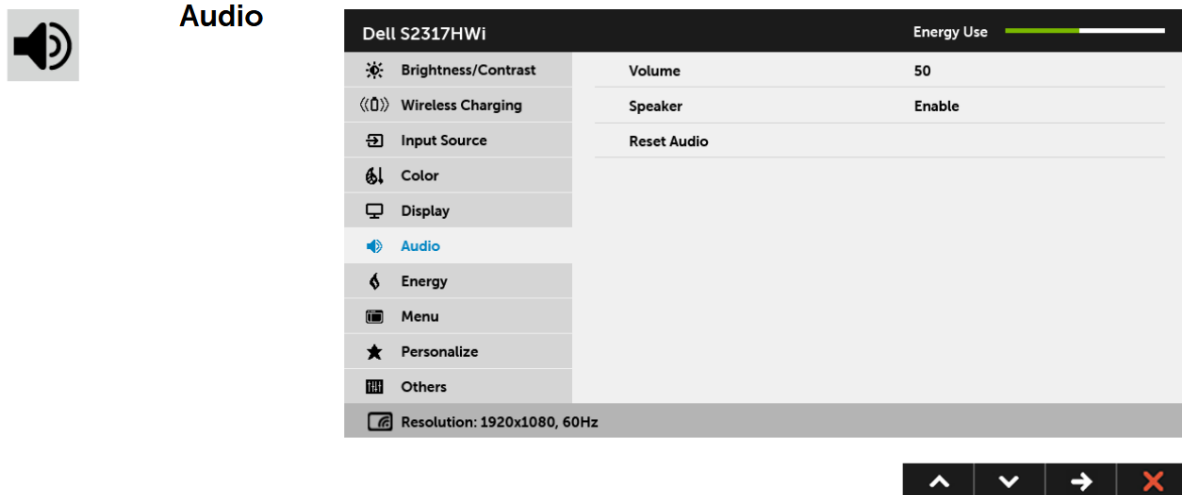 Audio
Dell S2317HWi Energy Use
Brightness/Contrast Volume 50
Wireless Charging Speaker Enable
Input Source Reset Audio
Color
Display
Audio
Energy
Menu
Personalize
Others
Resolution: 1920x1080, 60Hz